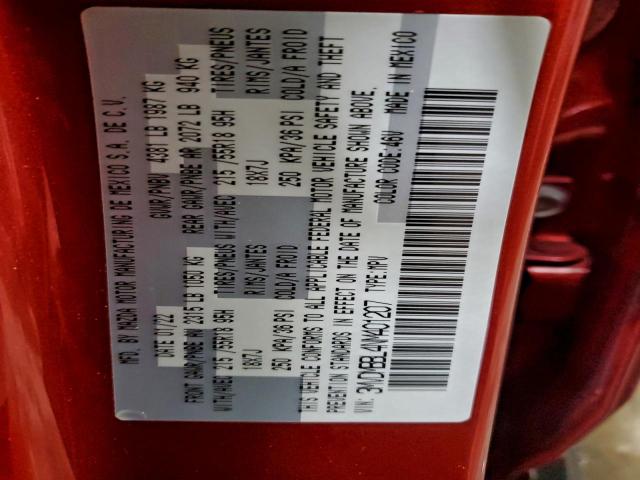 MFD. BY MAZDA MOTOR MANUFACTURING DE MEXICO S.A. DE C.V.
DATE 01/22 GVWR/PNBV 4381 LB 1987 KG
FRONT GAWR/PNBE AV 2315 LB 1050 KG REAR GAWR/PNBE AR 2072 LB 940 KG
WITH/AVEC 215/55R18 95H TIRES/PNEUS WITH/AVEC 215/55R18 95H TIRES/PNEUS
18X7J RIMS/JANTES 18X7J RIMS/JANTES
250 KPA/36 PSI COLD/A FROID 250 KPA/36 PSI COLD/A FROID
THIS VEHICLE CONFORMS TO ALL APPLICABLE FEDERAL MOTOR VEHICLE SAFETY AND THEFT
PREVENTION STANDARDS IN EFFECT ON THE DATE OF MANUFACTURE SHOWN ABOVE.
VIN: TYPE:MPV COLOR CODE:46V MADE IN MEXICO